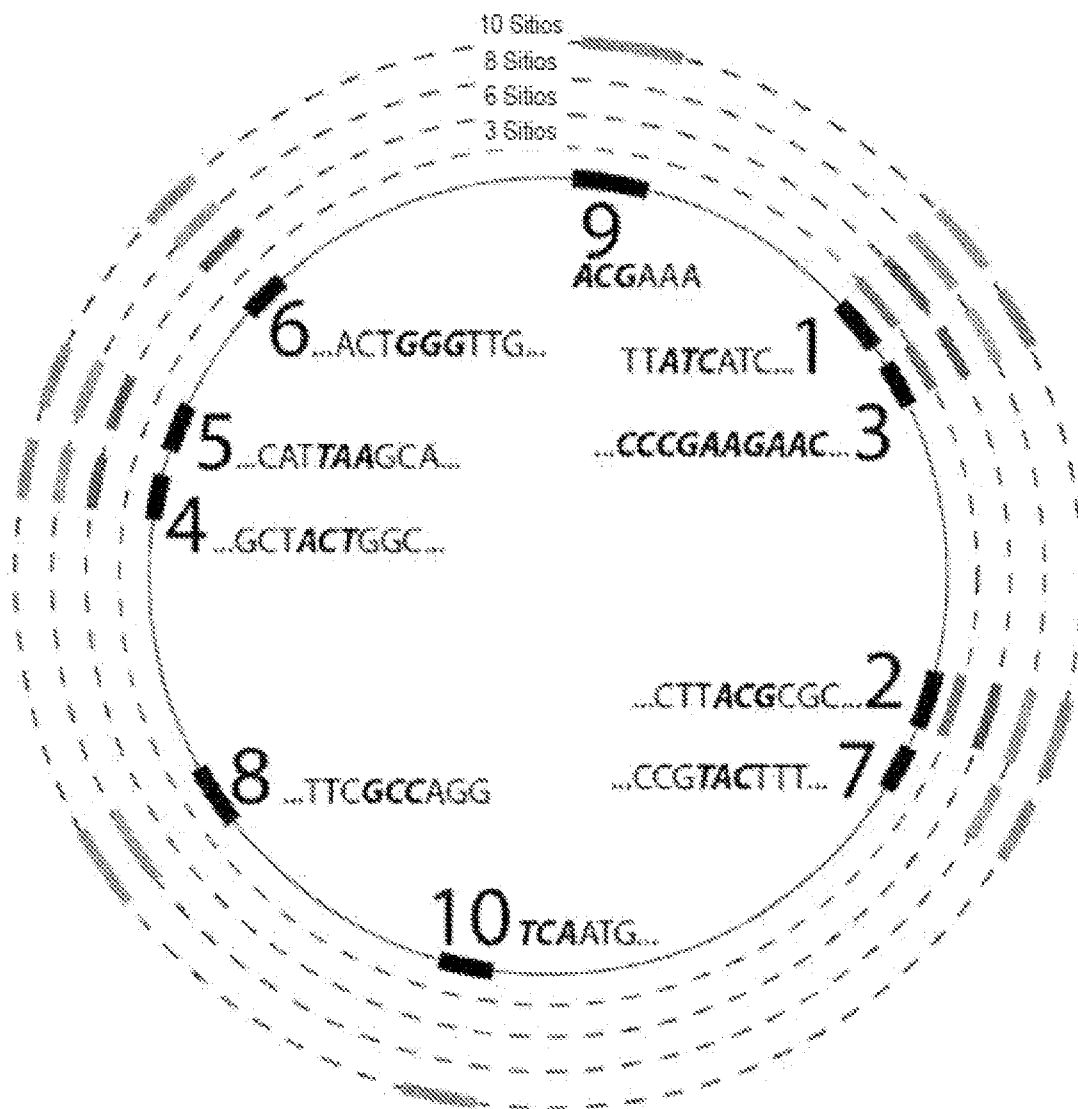 10 Sitios
8 Sitios
6 Sitios
3 Sitios
9
ACGAAA
6 ...ACTGGGTTG...
TTATCATC... 1
5 ...CATTAAGCA...
...CCCGAAGAAC... 3
4 ...GCTACTGGC...
...CTTACGCGC... 2
8 ...TTCGCCAGG
...CCGTACTTT... 7
10 TCAATG...